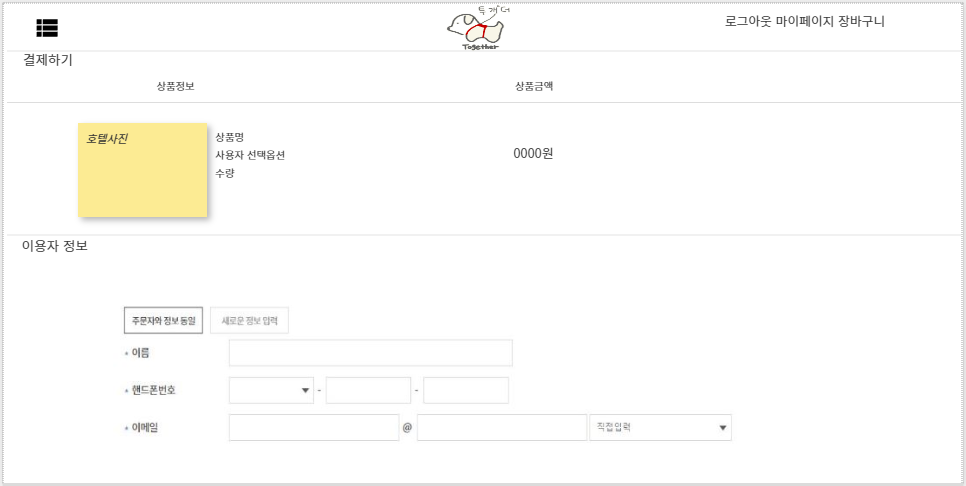 투개더
Together
로그아웃 마이페이지 장바구니
결제하기
상품정보 상품금액
호텔사진
상품명
사용자 선택옵션
수량
0000원
이용자 정보
주문자와 정보 동일 새로운 정보 입력
* 이름
* 핸드폰번호 - -
* 이메일 @ 직접입력